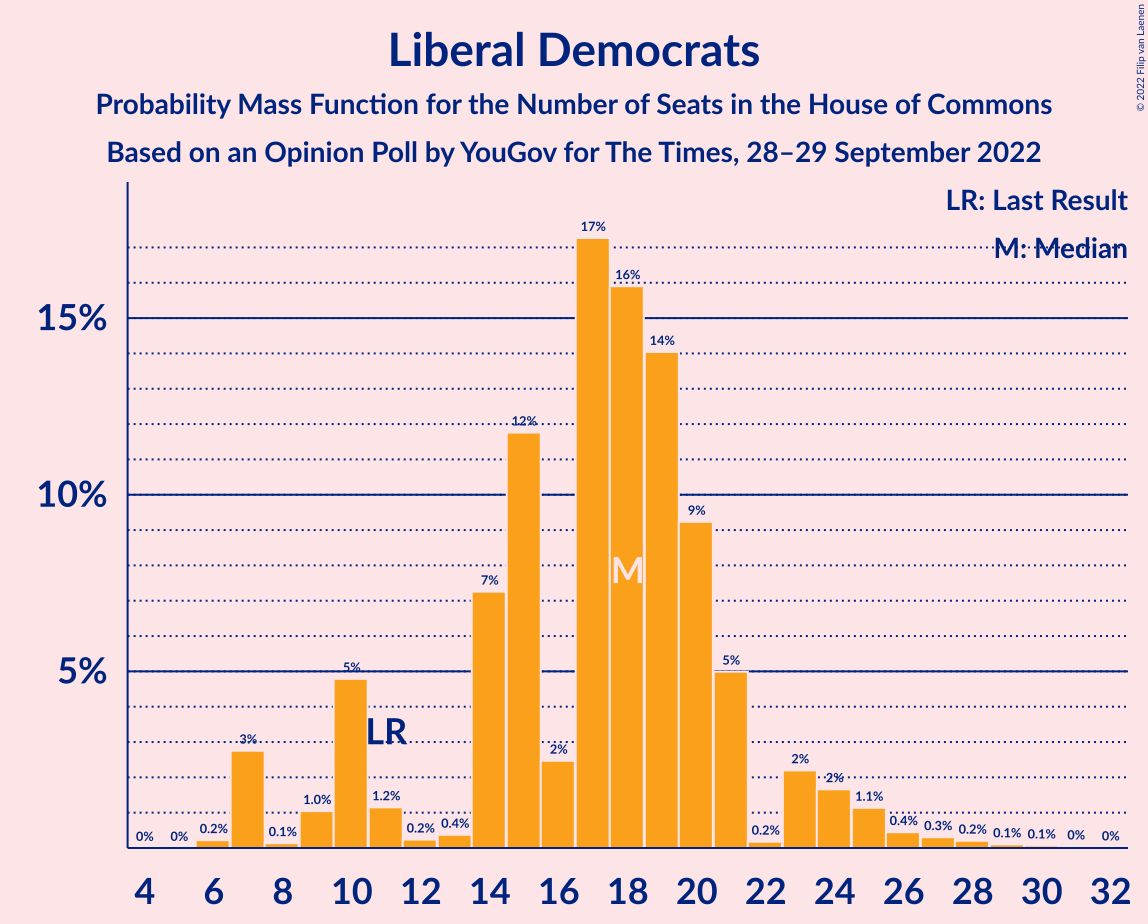 Liberal Democrats
Probability Mass Function for the Number of Seats in the House of Commons
Based on an Opinion Poll by YouGov for The Times, 28–29 September 2022
© 2022 Filip van Laenen
LR: Last Result
M: Median
15%
10%
5%
0% 0% 0.2% 3% 0.1% 1.0% 5% 1.2% 0.2% 0.4% 7% 12% 2% 17% 16% 14% 9% 5% 0.2% 2% 2% 1.1% 0.4% 0.3% 0.2% 0.1% 0.1% 0% 0%
LR
M
4 6 8 10 12 14 16 18 20 22 24 26 28 30 32